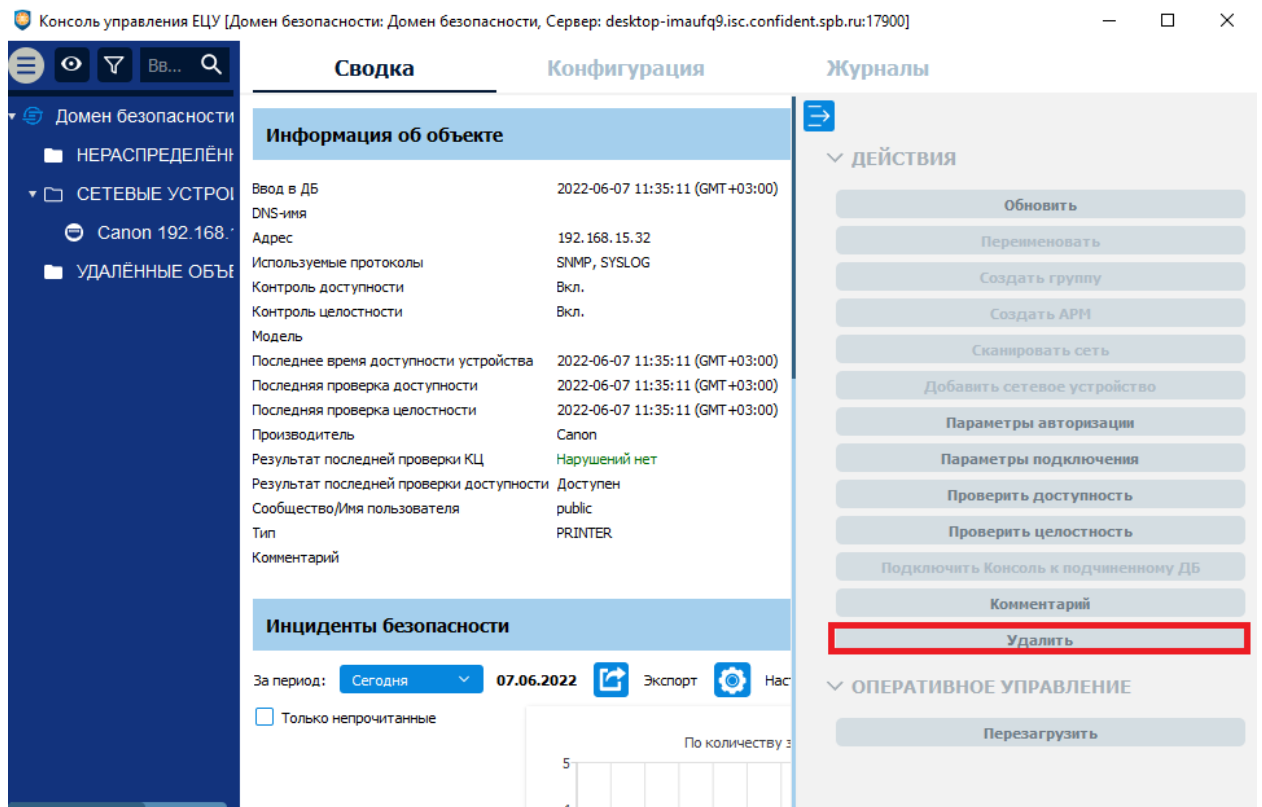 Консоль управления ЕЦУ [Домен безопасности: Домен безопасности, Сервер: desktop-imaufq9.isc.confident.spb.ru:17900]
Вв...
Сводка Конфигурация Журналы
Домен безопасности
НЕРАСПРЕДЕЛЁНН
СЕТЕВЫЕ УСТРОЙ
Canon 192.168.1
УДАЛЁННЫЕ ОБЪЕ
Информация об объекте
Ввод в ДБ 2022-06-07 11:35:11 (GMT+03:00)
DNS-имя
Адрес 192.168.15.32
Используемые протоколы SNMP, SYSLOG
Контроль доступности Вкл.
Контроль целостности Вкл.
Модель
Последнее время доступности устройства 2022-06-07 11:35:11 (GMT+03:00)
Последняя проверка доступности 2022-06-07 11:35:11 (GMT+03:00)
Последняя проверка целостности 2022-06-07 11:35:11 (GMT+03:00)
Производитель Canon
Результат последней проверки КЦ Нарушений нет
Результат последней проверки доступности Доступен
Сообщество/Имя пользователя public
Тип PRINTER
Комментарий
Инциденты безопасности
За период: Сегодня 07.06.2022 Экспорт Нас
Только непрочитанные
По количеству з
5
ДЕЙСТВИЯ
Обновить
Переименовать
Создать группу
Создать АРМ
Сканировать сеть
Добавить сетевое устройство
Параметры авторизации
Параметры подключения
Проверить доступность
Проверить целостность
Подключить Консоль к подчиненному ДБ
Комментарий
Удалить
ОПЕРАТИВНОЕ УПРАВЛЕНИЕ
Перезагрузить